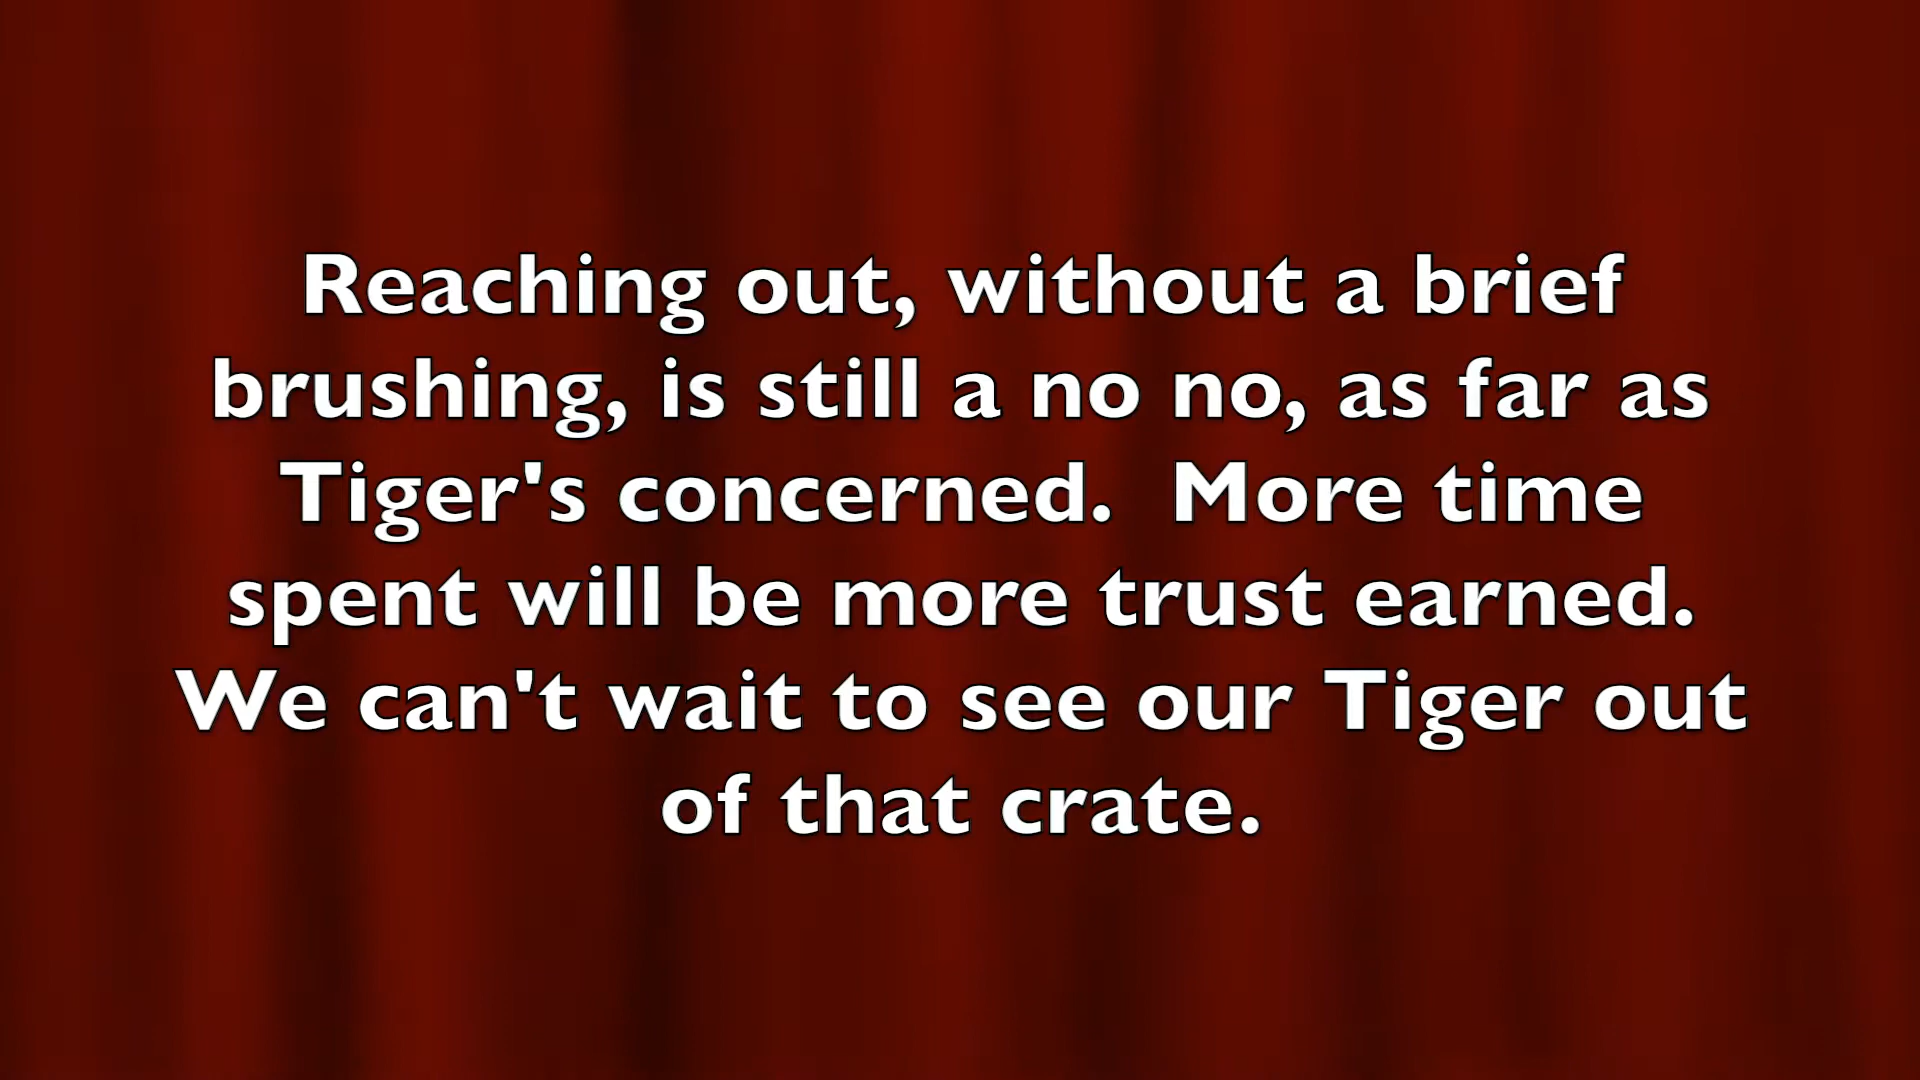 Reaching out, without a brief
brushing, is still a no no, as far as
Tiger's concerned.  More time
spent will be more trust earned.
We can't wait to see our Tiger out
of that crate.